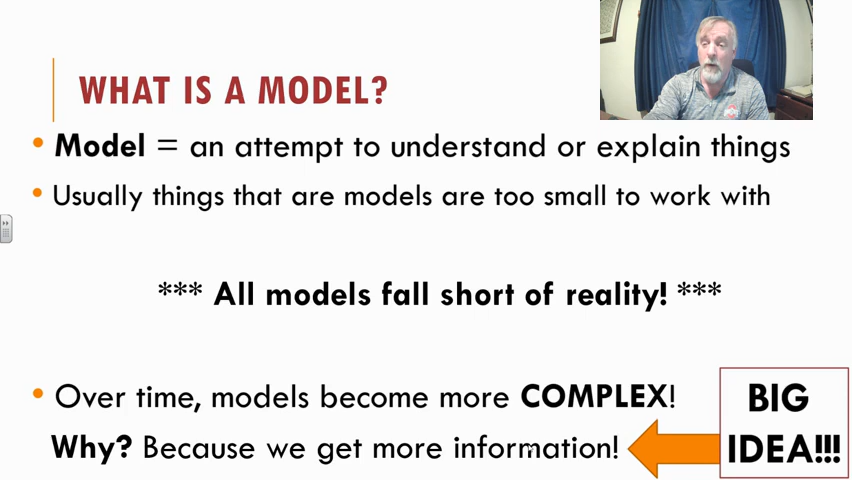 WHAT IS A MODEL?
• Model = an attempt to understand or explain things
• Usually things that are models are too small to work with
*** All models fall short of reality! ***
• Over time, models become more COMPLEX!
Why? Because we get more information!
BIG
IDEA!!!